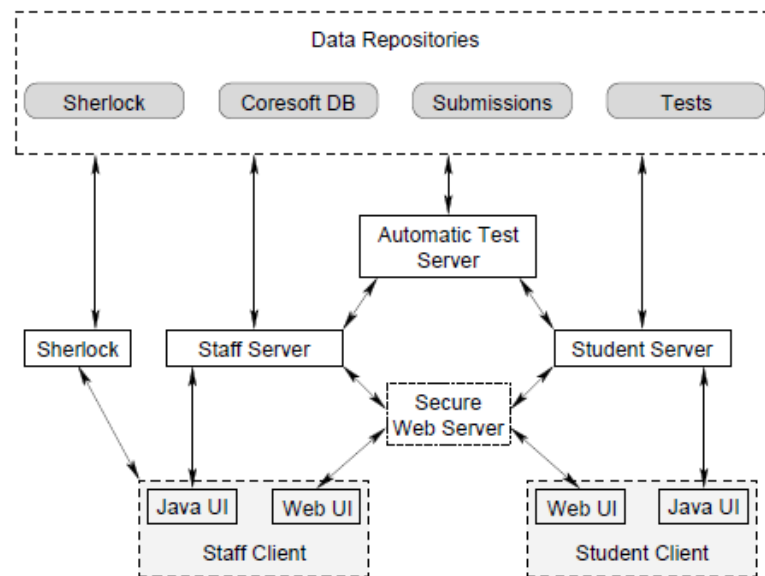 Data Repositories
Sherlock
Coresoft DB
Submissions
Tests
Automatic Test
Server
Sherlock
Staff Server
Student Server
Secure
Web Server
Java UI
Web UI
Web UI
Java UI
Staff Client
Student Client